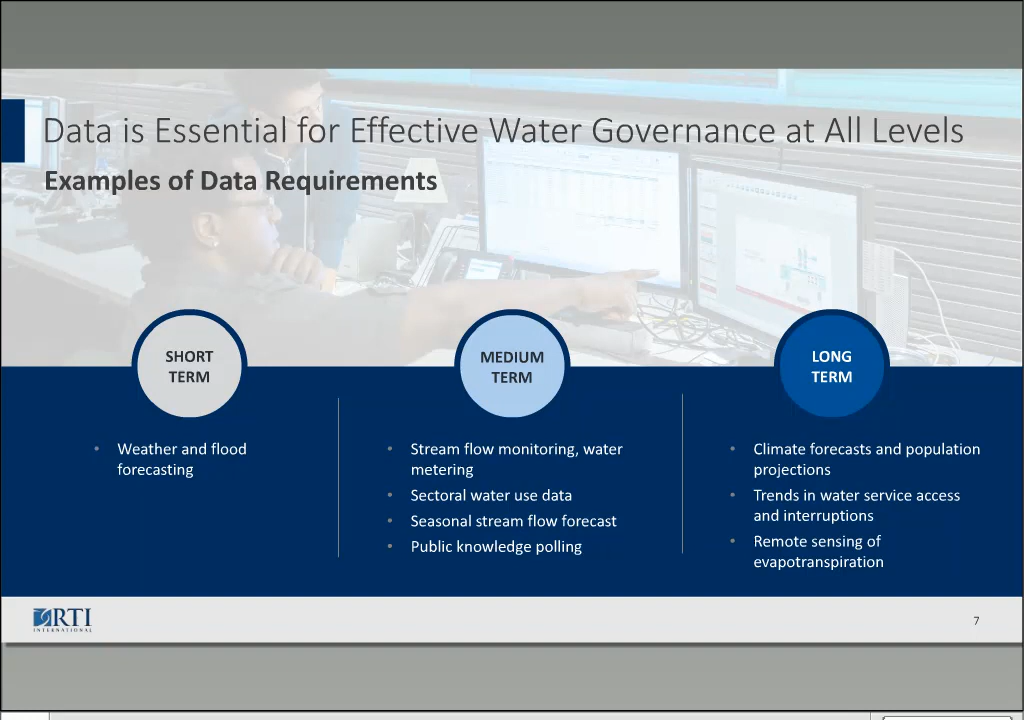 Data is Essential for Effective Water Governance at All Levels
Examples of Data Requirements
SHORT
TERM
• Weather and flood
forecasting
MEDIUM
TERM
• Stream flow monitoring, water
metering
• Sectoral water use data
• Seasonal stream flow forecast
• Public knowledge polling
LONG
TERM
• Climate forecasts and population
projections
• Trends in water service access
and interruptions
• Remote sensing of
evapotranspiration
RTI
INTERNATIONAL
7